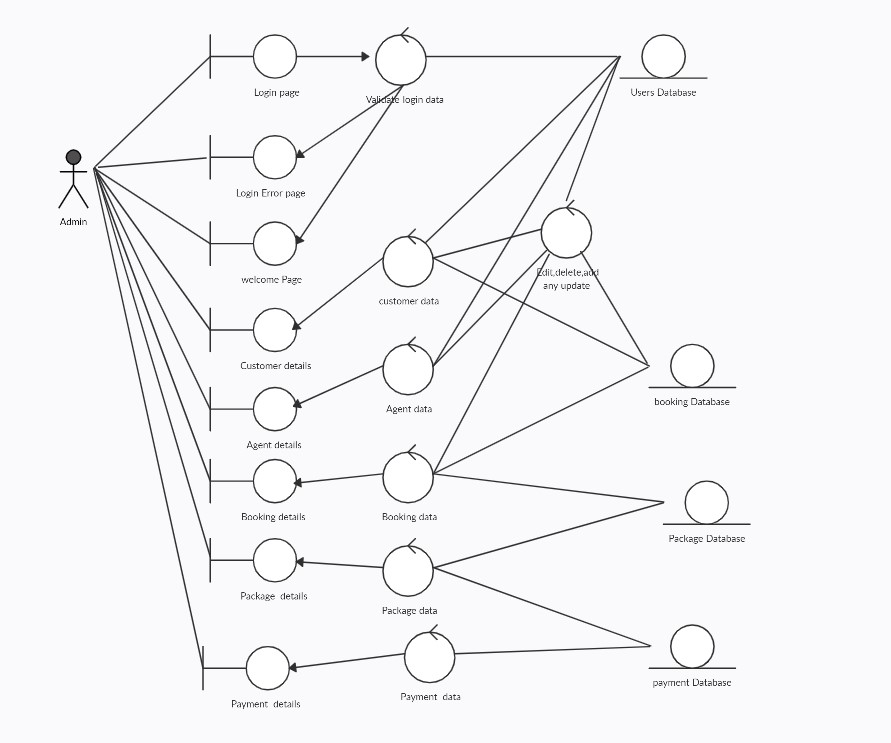 Login page
Validate login data
Users Database
Login Error page
Admin
welcome Page
customer data
Edit,delete,add
any update
Customer details
Agent data
booking Database
Agent details
Booking details
Booking data
Package Database
Package details
Package data
Payment details
Payment data
payment Database